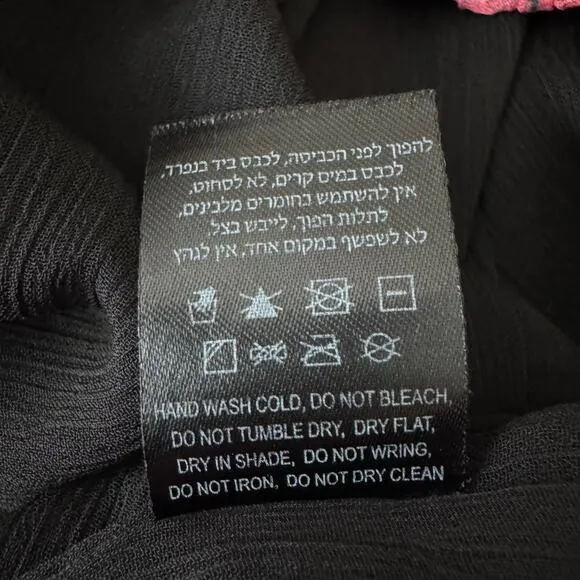 להפוך לפני הכביסה, לכבס ביד בנפרד,
לכבס במים קרים, לא לסחוט,
אין להשתמש בחומרים מלבינים,
לתלות הפוך, לייבש בצל,
לא לשפשף במקום אחד, אין לגהץ
HAND WASH COLD, DO NOT BLEACH,
DO NOT TUMBLE DRY, DRY FLAT,
DRY IN SHADE, DO NOT WRING,
DO NOT IRON, DO NOT DRY CLEAN